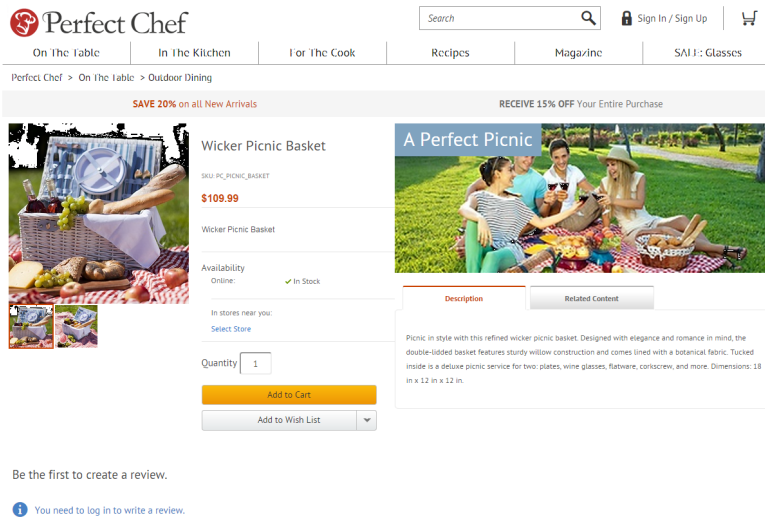 Perfect Chef
Search
Sign In / Sign Up
On The Table
In The Kitchen
For The Cook
Recipes
Magazine
SALE: Glasses
Perfect Chef > On The Table > Outdoor Dining
SAVE 20% on all New Arrivals
RECEIVE 15% OFF Your Entire Purchase
Wicker Picnic Basket
SKU: PC_PICNIC_BASKET
$109.99
Wicker Picnic Basket
Availability
Online:
In Stock
In stores near you:
Select Store
Quantity
1
Add to Cart
Add to Wish List
A Perfect Picnic
Description
Related Content
Picnic in style with this refined wicker picnic basket. Designed with elegance and romance in mind, the
double-lidded basket features sturdy willow construction and comes lined with a botanical fabric. Tucked
inside is a deluxe picnic service for two: plates, wine glasses, flatware, corkscrew, and more. Dimensions: 18
in x 12 in x 12 in.
Be the first to create a review.
You need to log in to write a review.